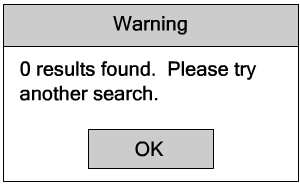 Warning
0 results found.  Please try
another search.
OK